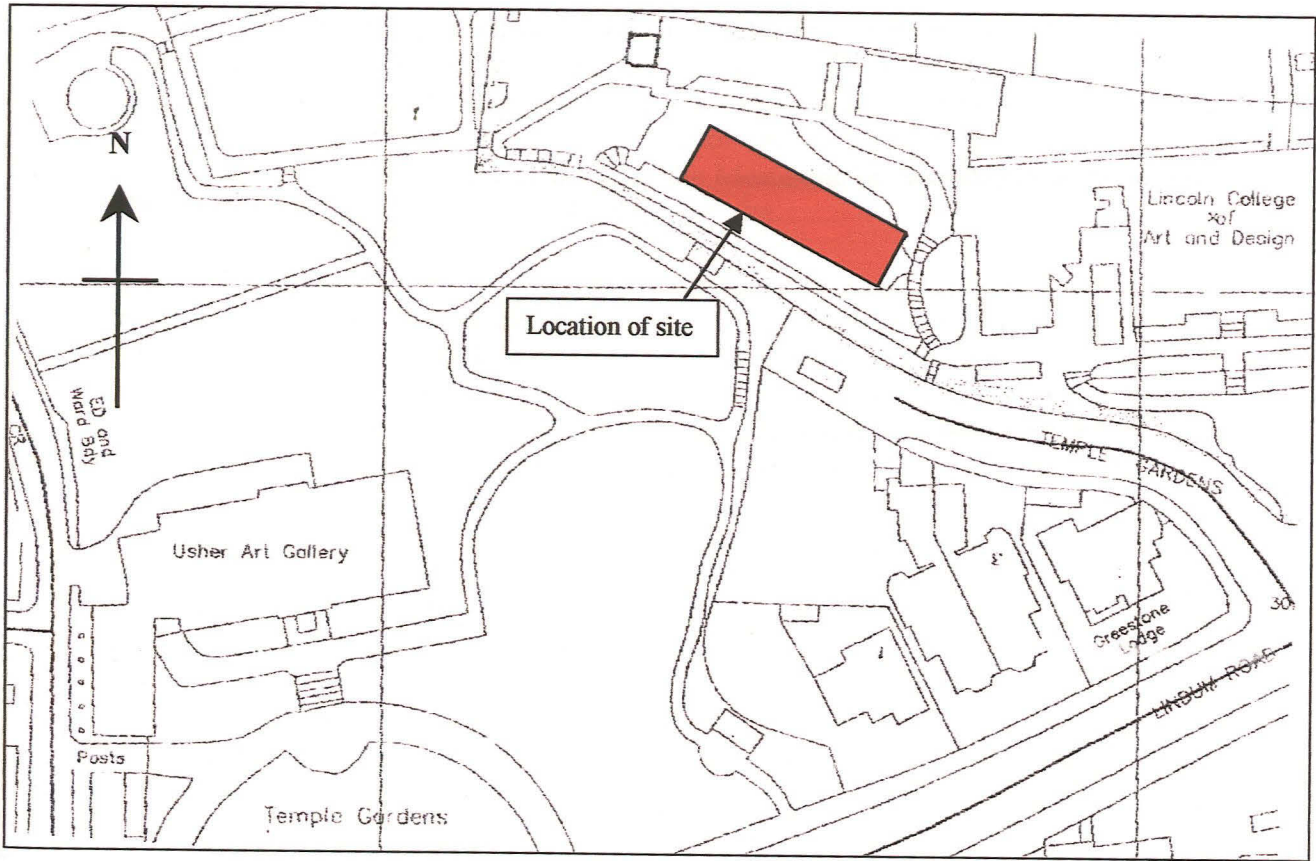 N
Lincoln College
of
Art and Design
Location of site
ED and
Ward Bdy
CR
TEMPLE GARDENS
Usher Art Gallery
Greestone
Lodge
LINDUM ROAD
Posts
Temple Gardens